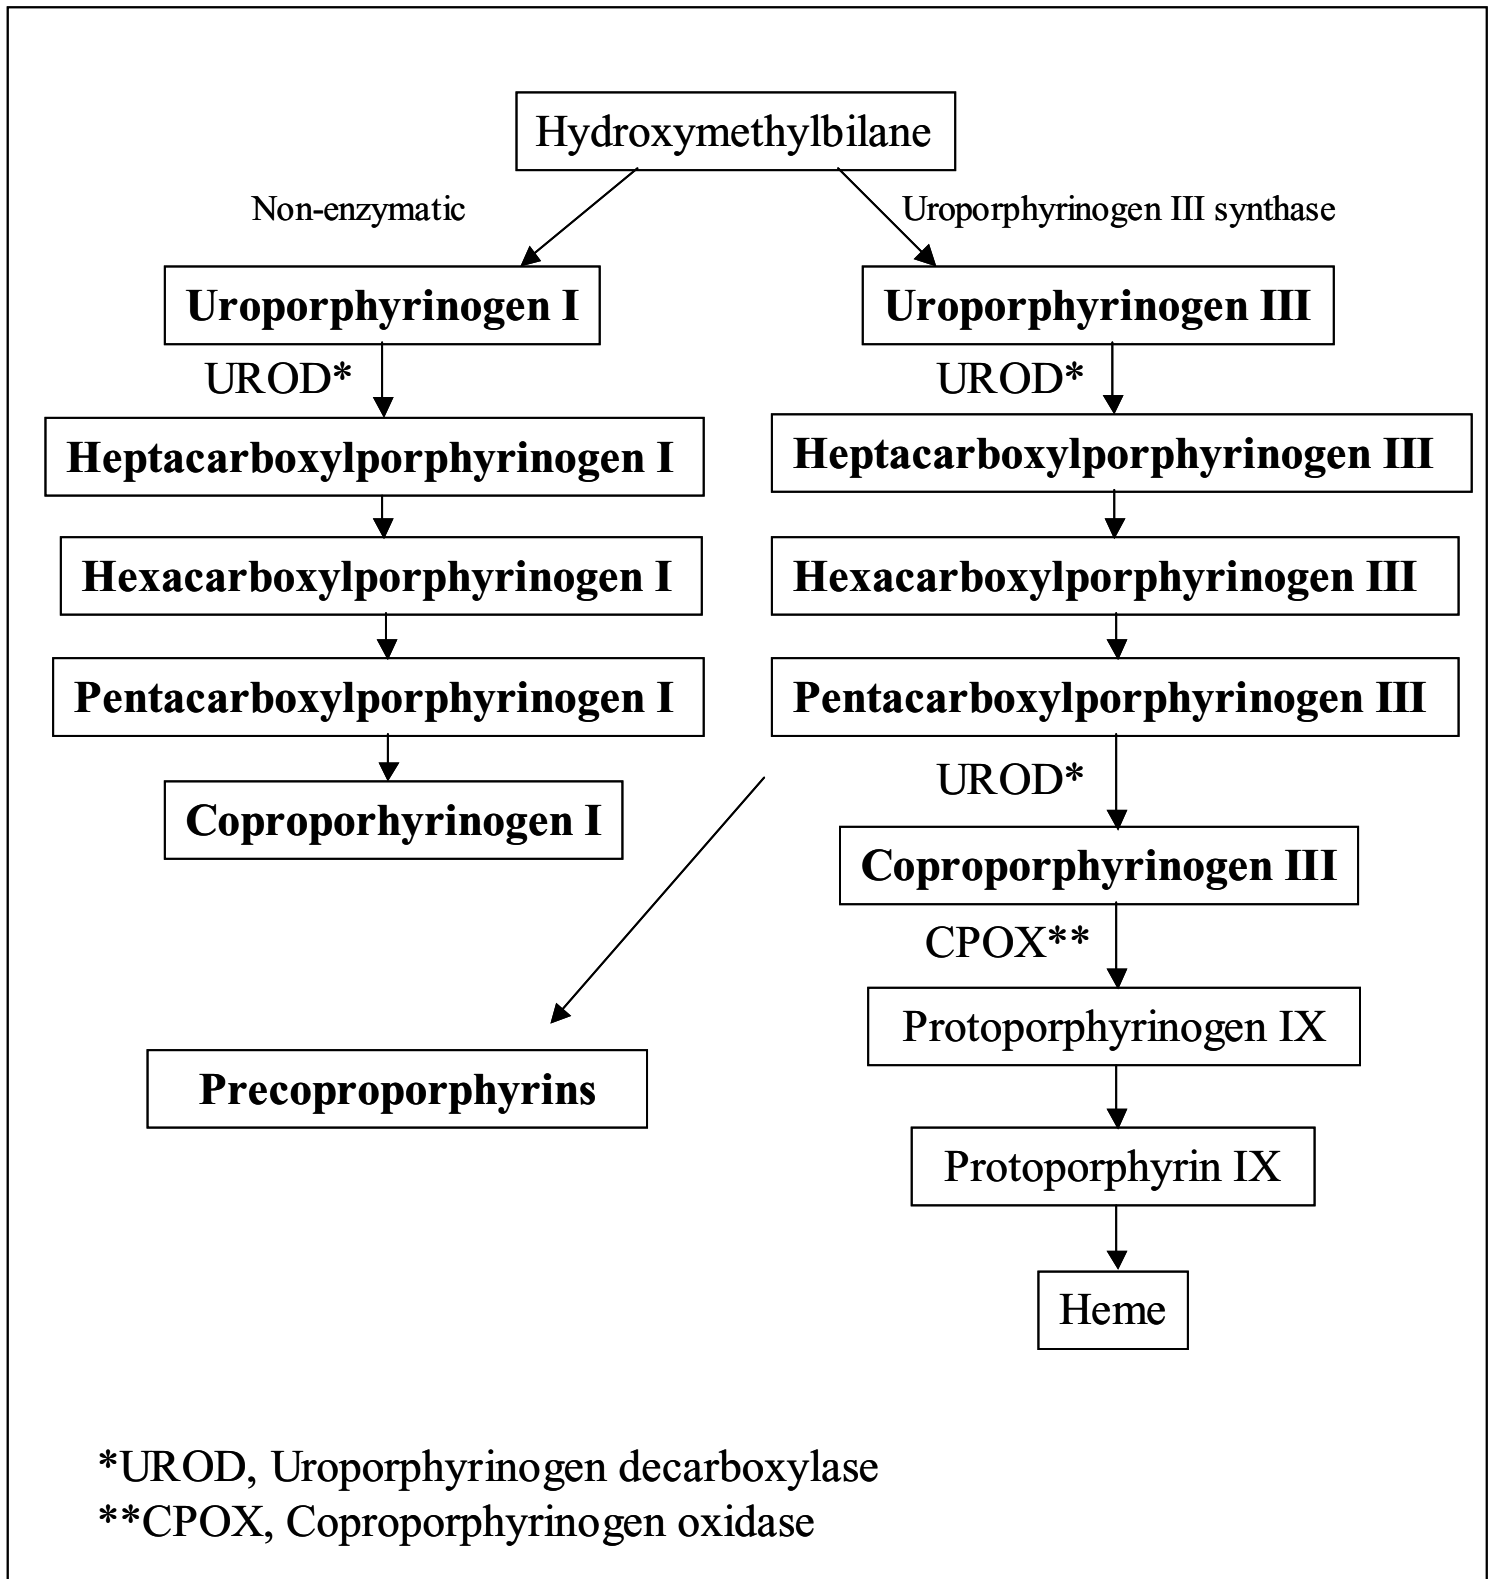 Hydroxymethylbilane
Non-enzymatic
Uroporphyrinogen III synthase
Uroporphyrinogen I
Uroporphyrinogen III
UROD*
UROD*
Heptacarboxylporphyrinogen I
Heptacarboxylporphyrinogen III
Hexacarboxylporphyrinogen I
Hexacarboxylporphyrinogen III
Pentacarboxylporphyrinogen I
Pentacarboxylporphyrinogen III
UROD*
Coproporhyrinogen I
Coproporphyrinogen III
CPOX**
Protoporphyrinogen IX
Precoproporphyrins
Protoporphyrin IX
Heme
*UROD, Uroporphyrinogen decarboxylase
**CPOX, Coproporphyrinogen oxidase